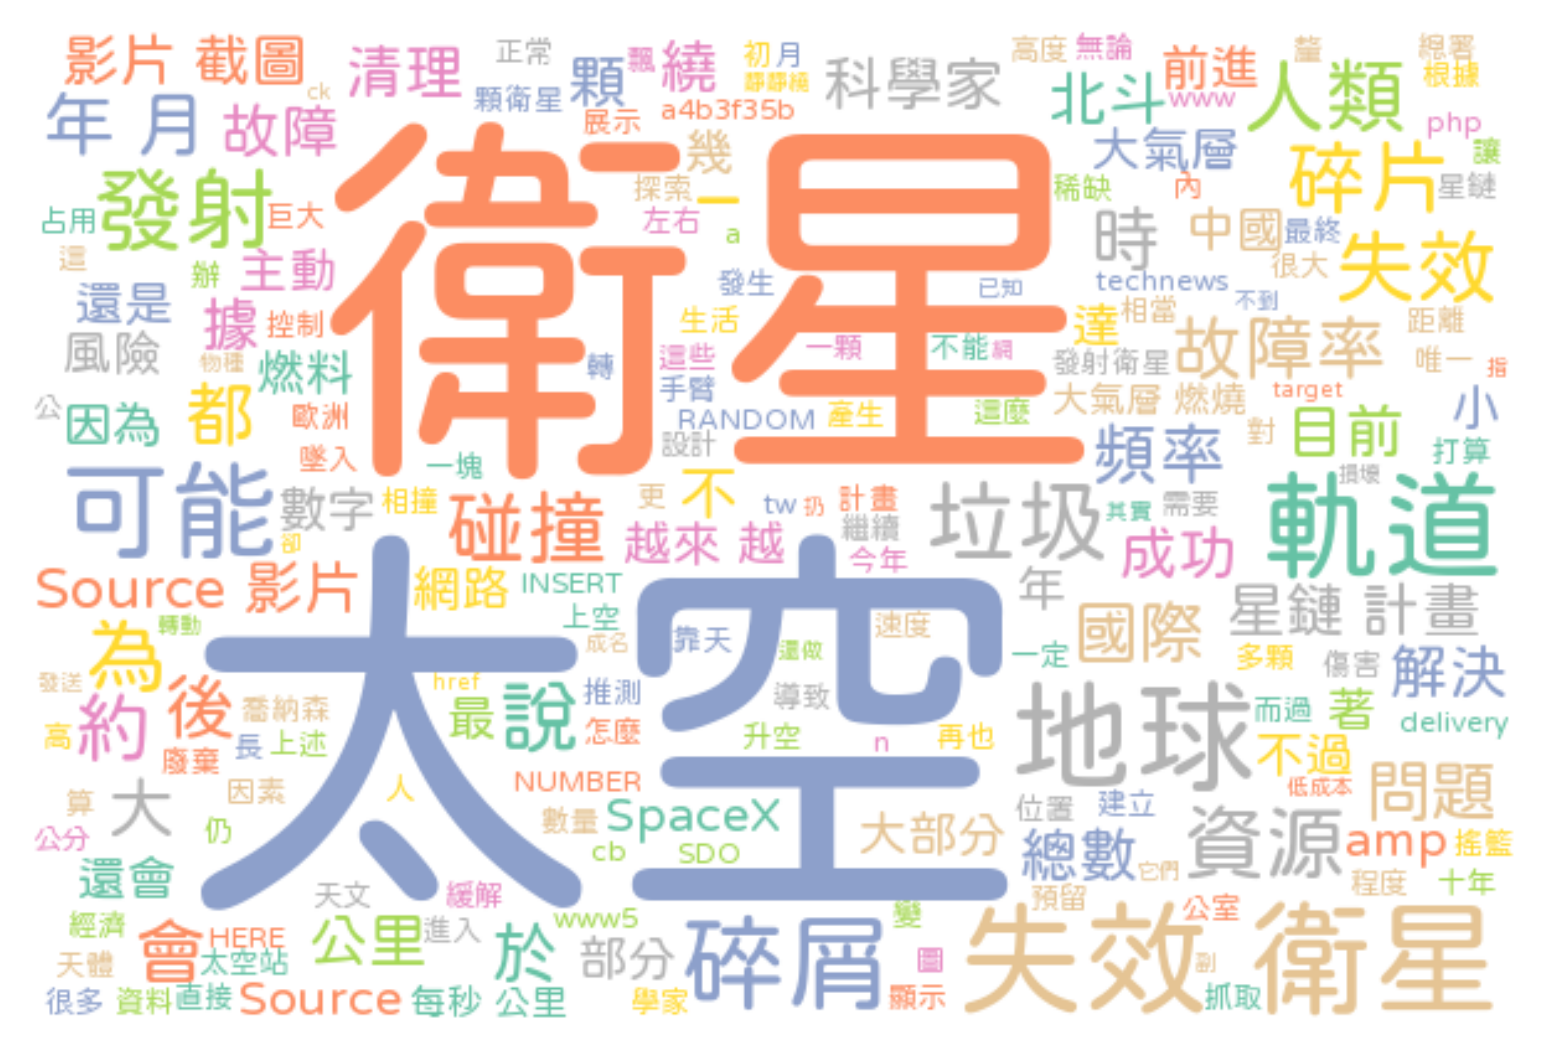 影片 截圖
清理
正常
顆
飄
繞
初 月
靜靜繞
科學家
高度
無論
前進
釐
總署
根據
人類
年 月
故障
ck
顆衛星
展示
a4b3f35b
幾
北斗
www
大氣層
php
讓
碎片
星鏈
發射
占用
巨大
衛星
探索
一
左右
a
稀缺
內
時
中國
最終
失效
這
辦
主動
很大
technews
不到
還是
據
控制
發生
已知
相當
達
距離
風險
物種
燃料
生活
這些
一顆
不能
網
發射衛星
故障率
唯一
指
轉
手臂
大氣層 燃燒
target
公
因為
都
歐洲
RANDOM
產生
這麼
小
設計
頻率
對
目前
打算
墜入
一塊
損壞
可能
數字
相撞
碰撞
更
不
tw
扔
計畫
繼續
垃圾
其實
需要
軌道
卻
越來 越
今年
成功
Source 影片
網路
INSERT
年
星鏈 計畫
上空
太空
為
轉動
成名
靠天
還做
速度
一定
國際
多顆
傷害
解決
發送
href
約
後
喬納森
最
說
推測
導致
地球
而過
著
delivery
怎麼
高
廢棄
長
上述
升空
n
再也
不過
NUMBER
低成本
問題
算
大
因素
人
數量
SpaceX
大部分
位置
建立
資源
公分
仍
cb
SDO
總數
它們
amp
搖籃
還會
天文
緩解
預留
程度
十年
經濟
會
HERE
公里
進入
於
www5
部分
碎屑
變
公室
失效 衛星
天體
太空站
圖
副
很多
資料
直接
Source
每秒 公里
學家
顯示
抓取